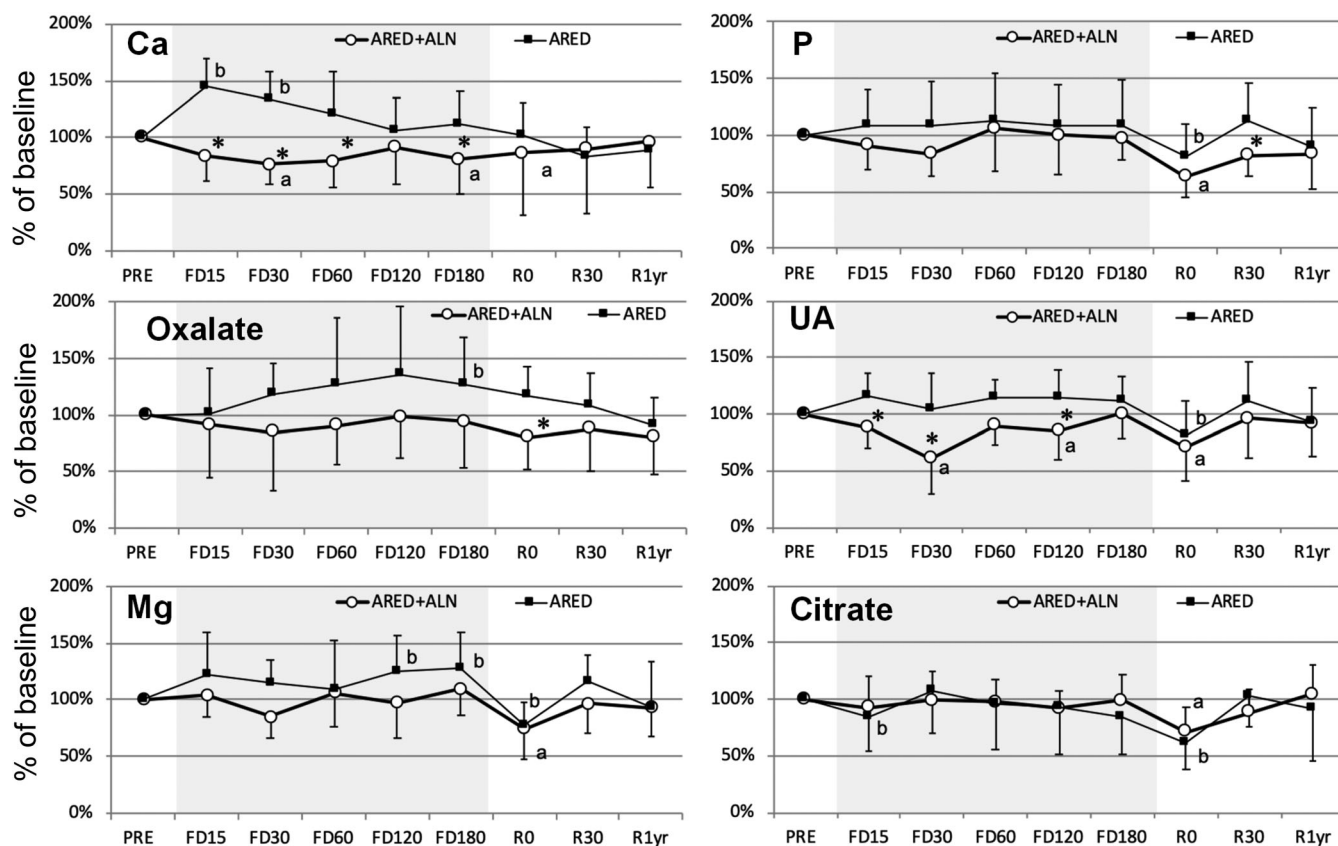 % of baseline
Ca
ARED+ALN ARED
200%
150%
100%
50%
0%
b
b
*
*
*
*
a
a
a
PRE FD15 FD30 FD60 FD120 FD180 R0 R30 R1yr
P
ARED+ALN ARED
200%
150%
100%
50%
0%
b
*
a
PRE FD15 FD30 FD60 FD120 FD180 R0 R30 R1yr
% of baseline
Oxalate
ARED+ALN ARED
200%
150%
100%
50%
0%
b
*
PRE FD15 FD30 FD60 FD120 FD180 R0 R30 R1yr
UA
ARED+ALN ARED
200%
150%
100%
50%
0%
*
*
*
b
a
a
a
PRE FD15 FD30 FD60 FD120 FD180 R0 R30 R1yr
% of baseline
Mg
ARED+ALN ARED
200%
150%
100%
50%
0%
b
b
b
a
PRE FD15 FD30 FD60 FD120 FD180 R0 R30 R1yr
Citrate
ARED+ALN ARED
200%
150%
100%
50%
0%
b
a
b
PRE FD15 FD30 FD60 FD120 FD180 R0 R30 R1yr